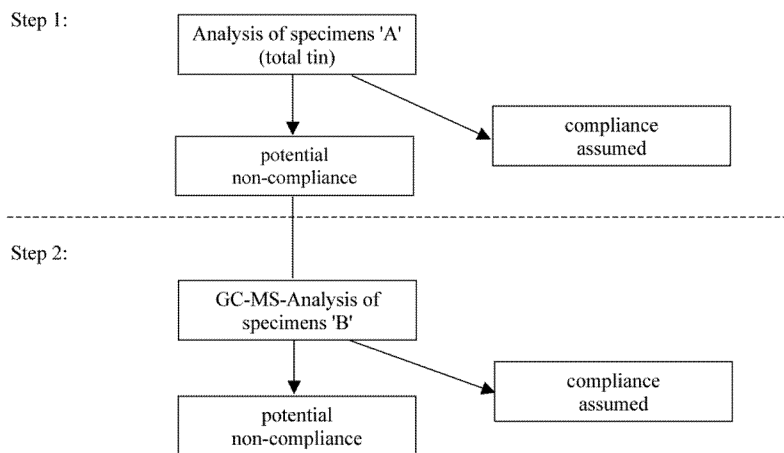 Step 1:
Analysis of specimens 'A'
(total tin)
compliance
assumed
potential
non-compliance
Step 2:
GC-MS-Analysis of
specimens 'B'
compliance
assumed
potential
non-compliance